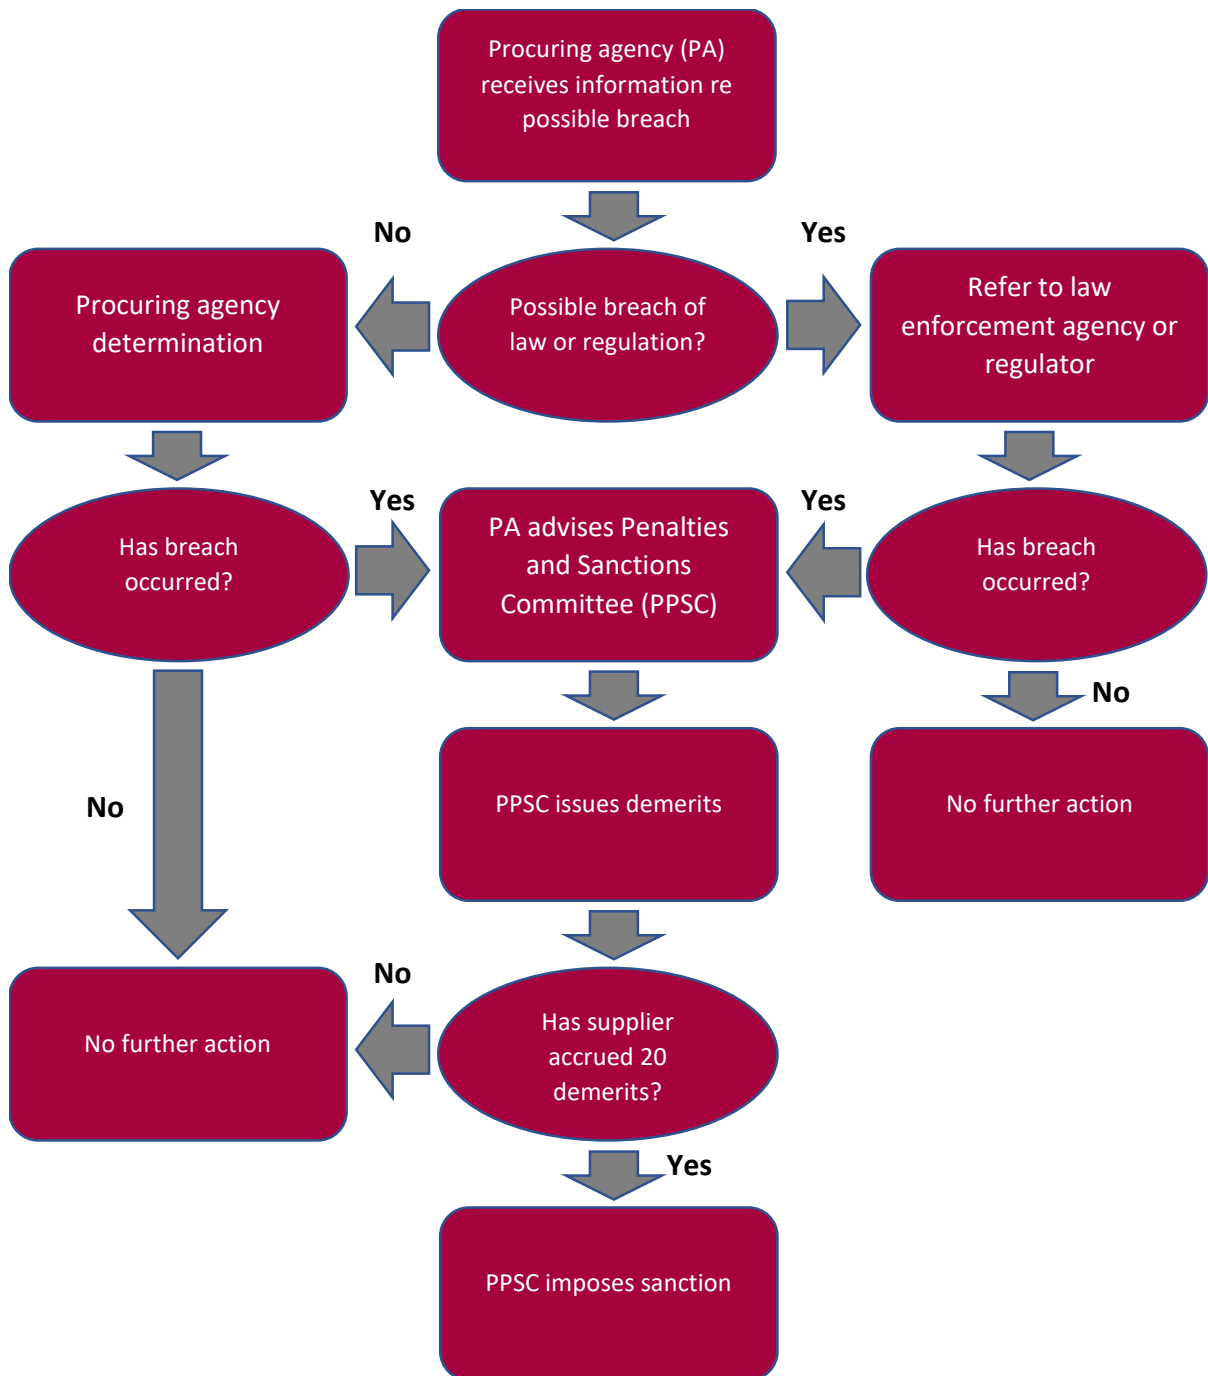 Procuring agency (PA)
receives information re
possible breach
No
Yes
Procuring agency
determination
Possible breach of
law or regulation?
Refer to law
enforcement agency or
regulator
Has breach
occurred?
Yes
PA advises Penalties
and Sanctions
Committee (PPSC)
Yes
Has breach
occurred?
No
No
PPSC issues demerits
No further action
No further action
No
Has supplier
accrued 20
demerits?
Yes
PPSC imposes sanction